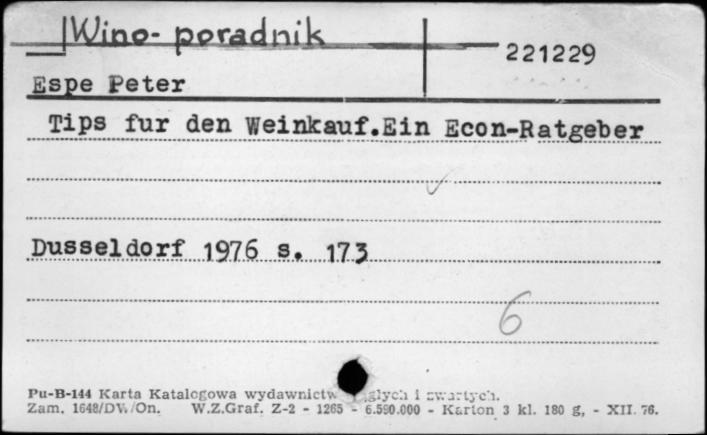 Wino- poradnik
221229
Espe Peter
Tips fur den Weinkauf.Ein Econ-Ratgeber
Dusseldorf 1976 s. 173
6
Pu-B-144 Karta Katalogowa wydawnictw i zwartych.
Zam. 1648/DW/On. W.Z.Graf. Z-2 - 1265 - 6.590.000 - Karton 3 kl. 180 g, - XII. 76.